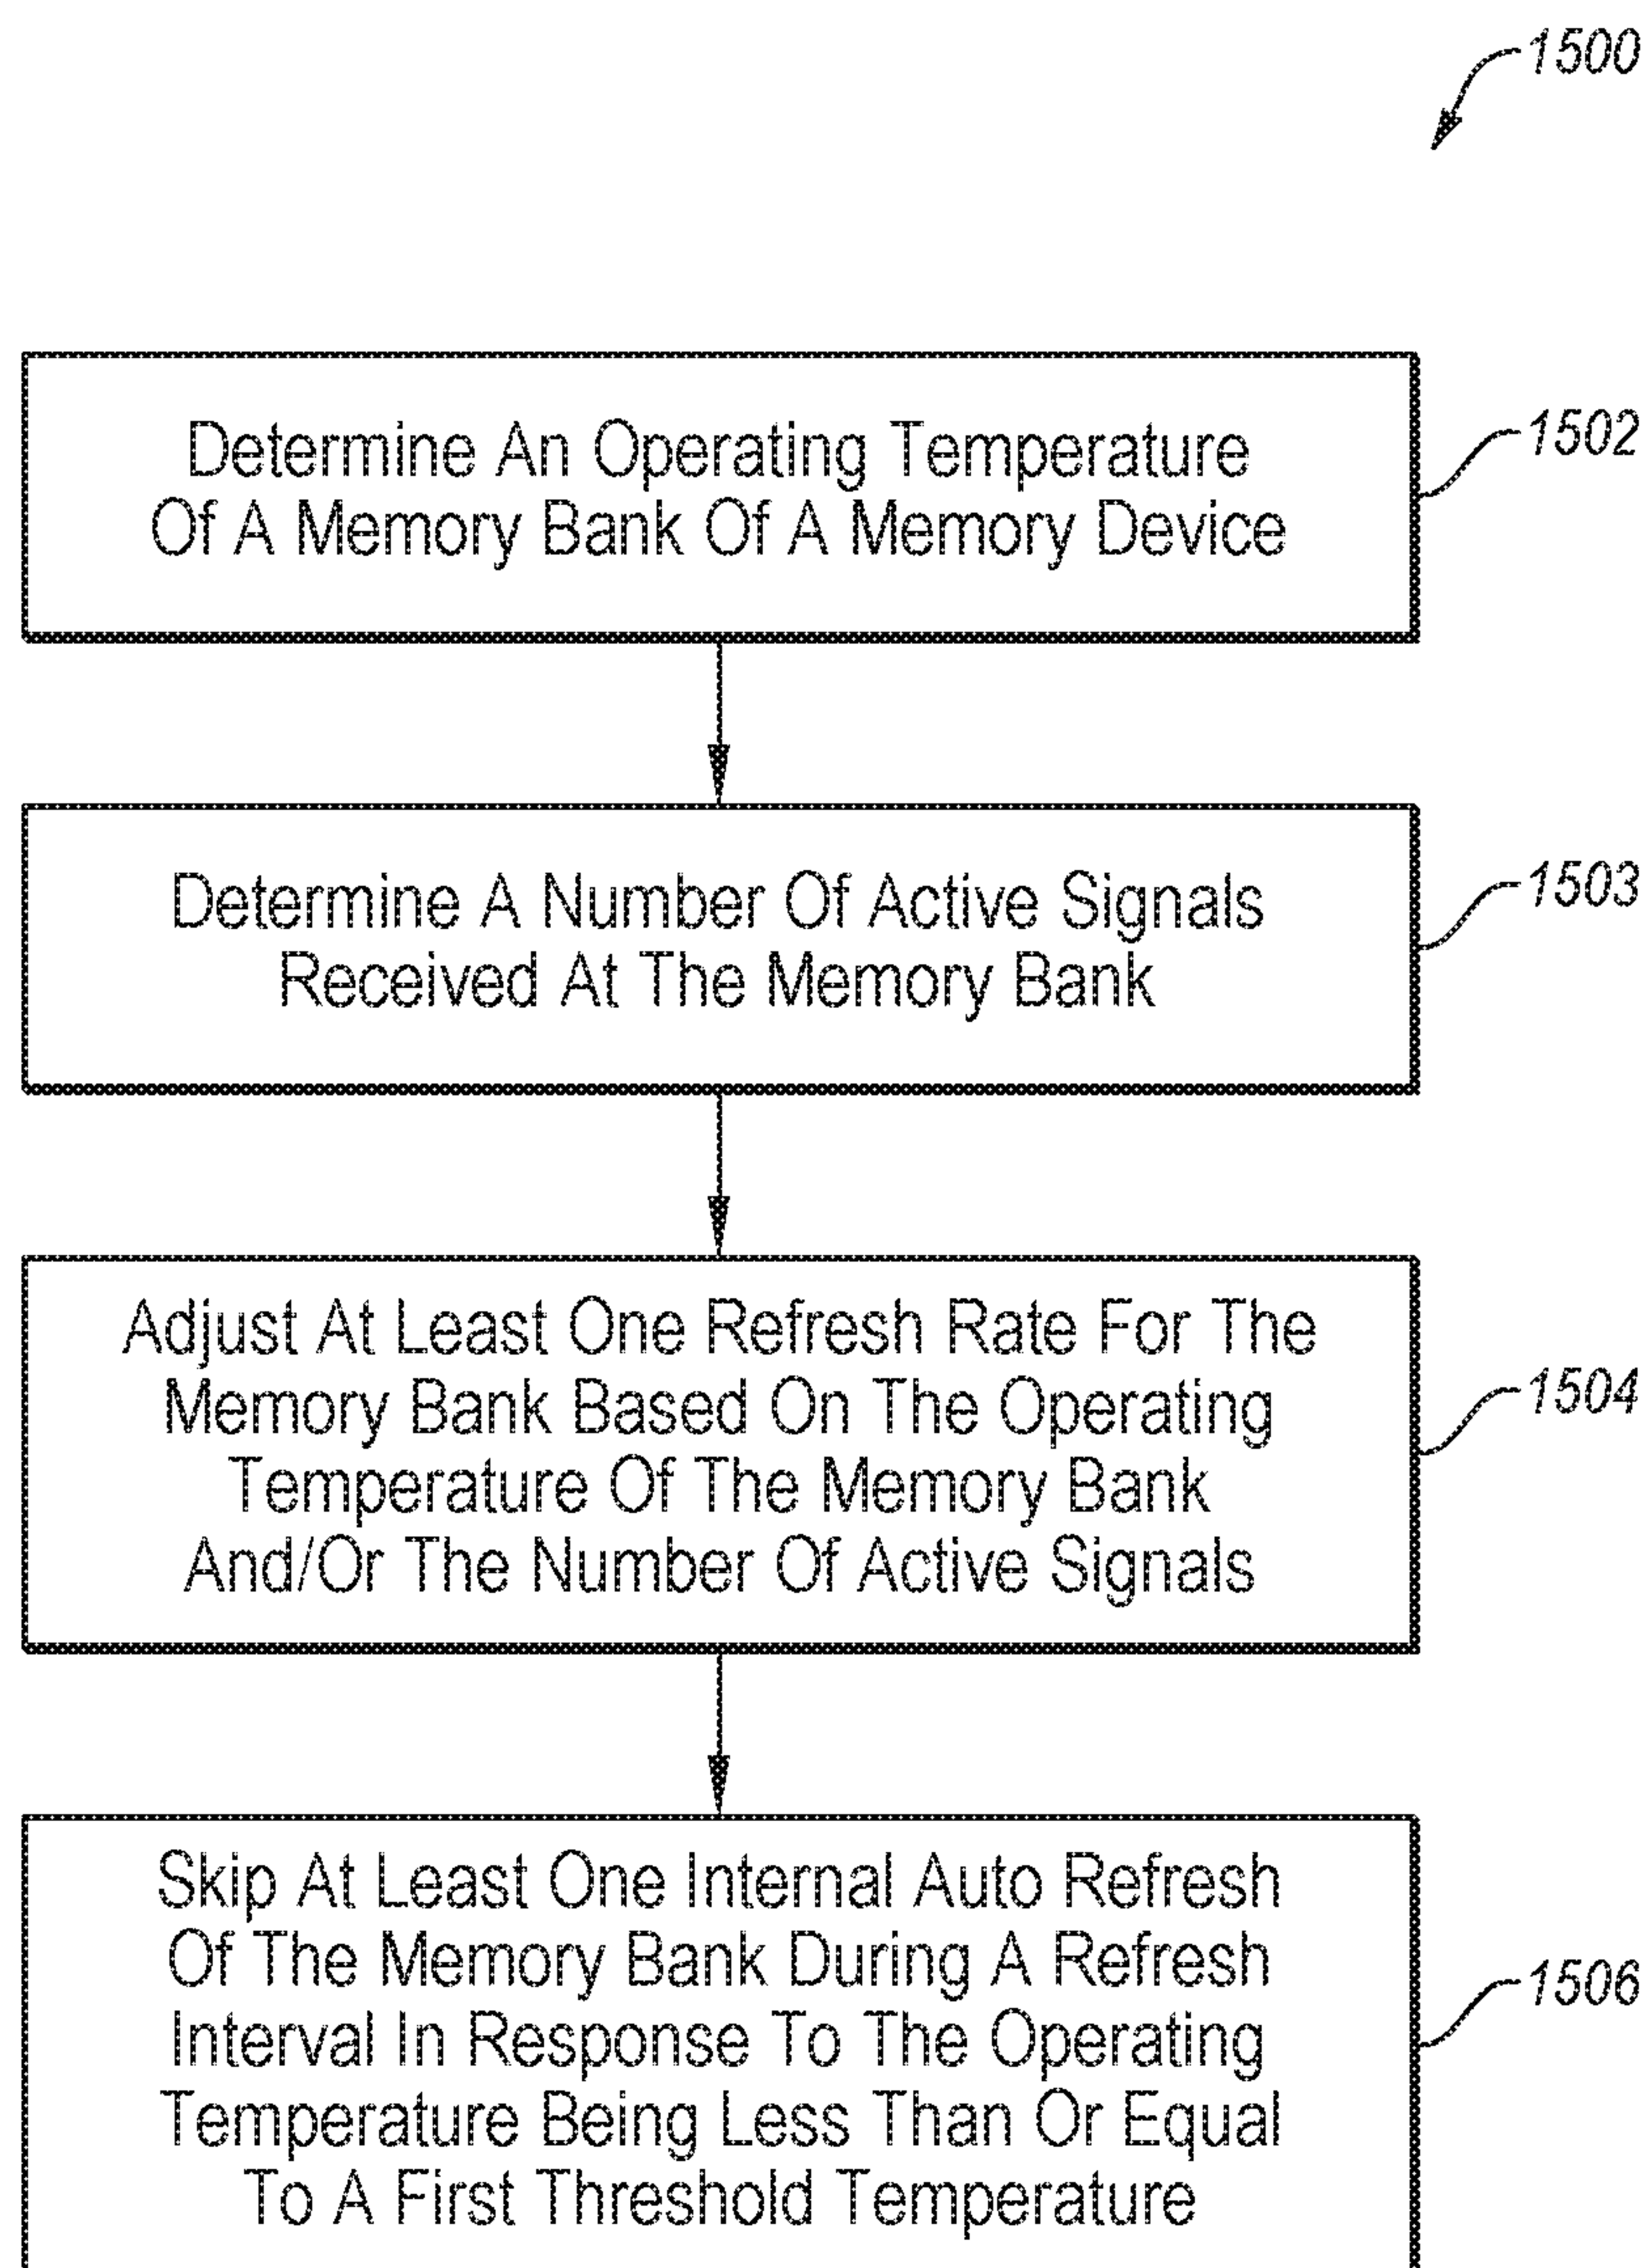 1500
Determine An Operating Temperature
Of A Memory Bank Of A Memory Device
1502
Determine A Number Of Active Signals
Received At The Memory Bank
1503
Adjust At Least One Refresh Rate For The
Memory Bank Based On The Operating
Temperature Of The Memory Bank
And/Or The Number Of Active Signals
1504
Skip At Least One Internal Auto Refresh
Of The Memory Bank During A Refresh
Interval In Response To The Operating
Temperature Being Less Than Or Equal
To A First Threshold Temperature
1506